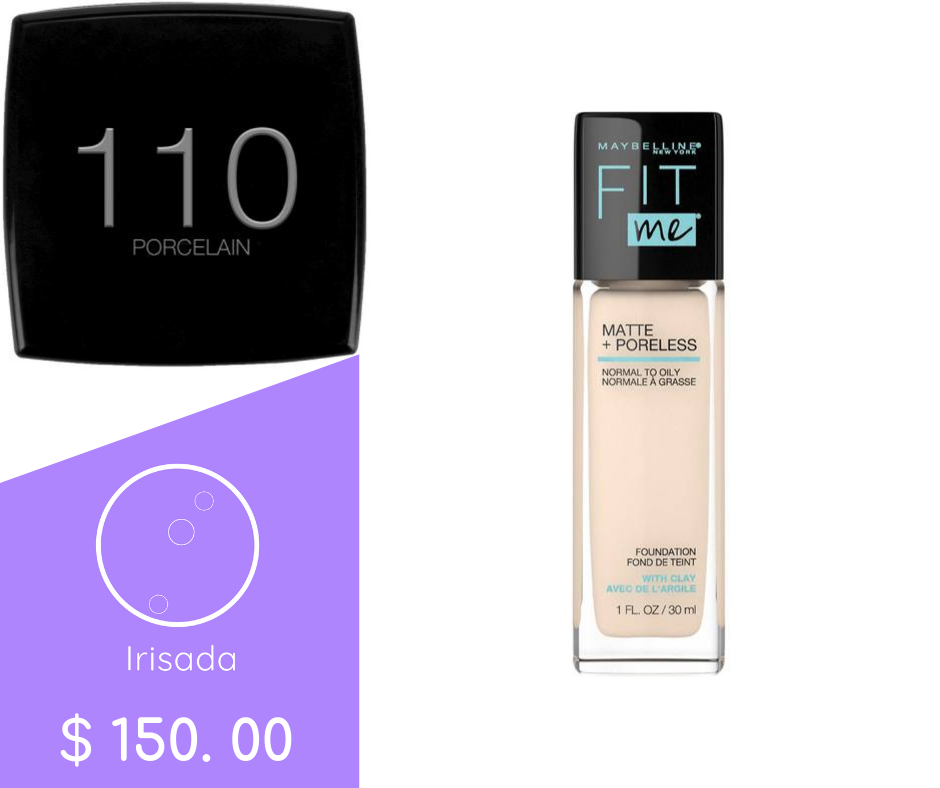 110
PORCELAIN
Irisada
$ 150. 00
MAYBELLINE®
NEW YORK
FIT
me®
MATTE
+ PORELESS
NORMAL TO OILY
NORMALE À GRASSE
FOUNDATION
FOND DE TEINT
WITH CLAY
AVEC DE L'ARGILE
1 FL. OZ / 30 ml